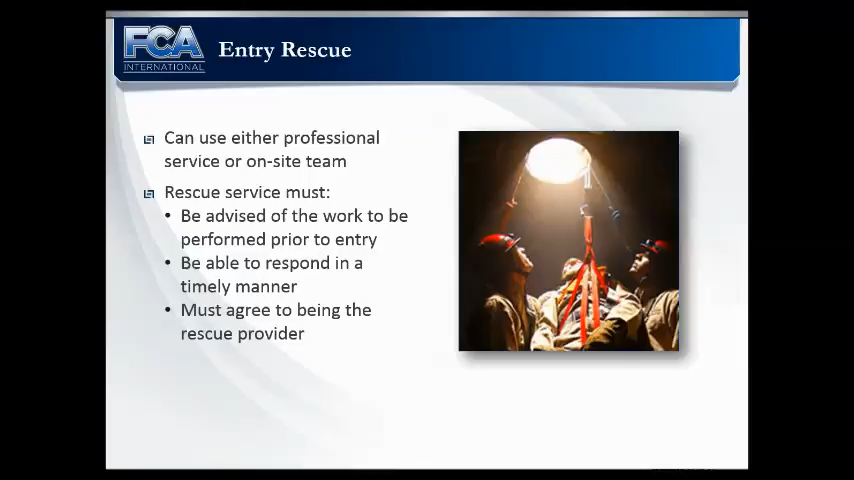 FCA
INTERNATIONAL
Entry Rescue
Can use either professional
service or on-site team
Rescue service must:
• Be advised of the work to be
performed prior to entry
• Be able to respond in a
timely manner
• Must agree to being the
rescue provider